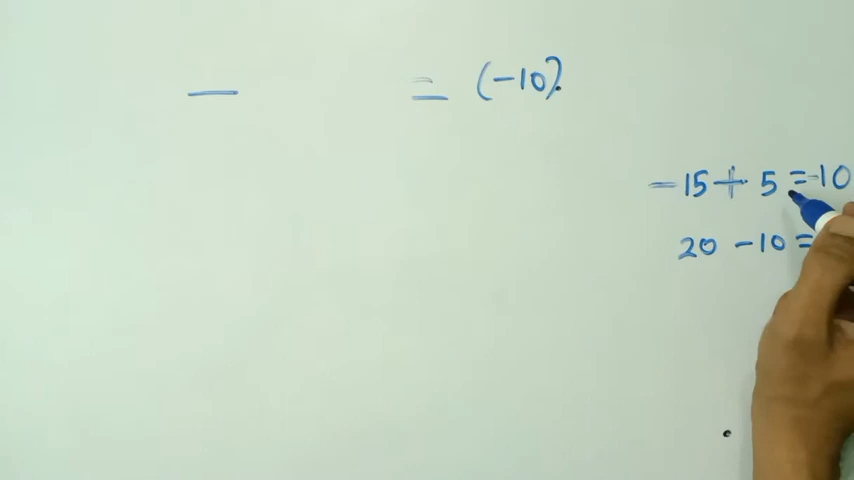 — = (-10).
-15 + 5 = -10
20 - 10 =